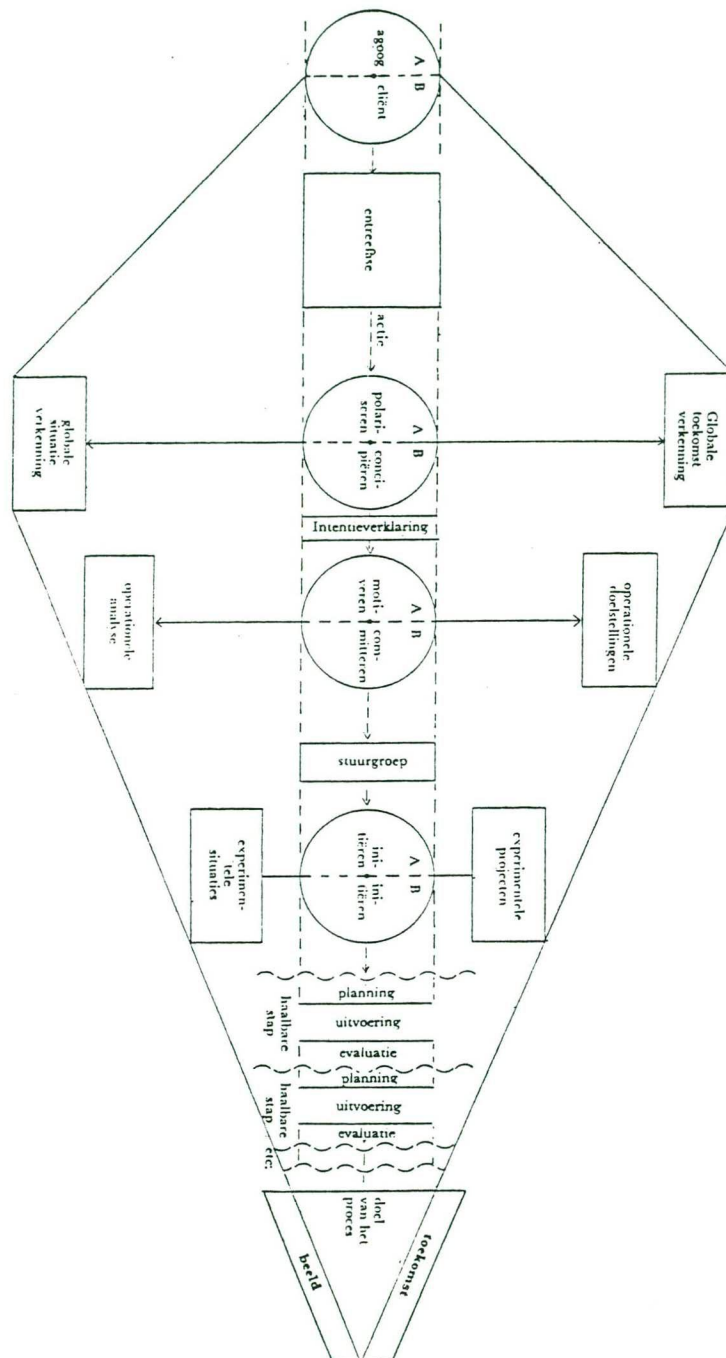 A | B
agoog
cliënt
entreefase
actie
globale
situatie
verkenning
A | B
polari-
seren
conci-
piëren
Globale
toekomst
verkenning
Intentieverklaring
operationele
analyse
A | B
moti-
veren
com-
mitteren
operationele
doelstellingen
stuurgroep
experimen-
tele
situaties
A | B
ini-
tiëren
ini-
tiëren
experimentele
projecten
haalbare
stap
planning
uitvoering
evaluatie
haalbare
stap
planning
uitvoering
evaluatie
etc.
doel
van het
proces
beeld
toekomst